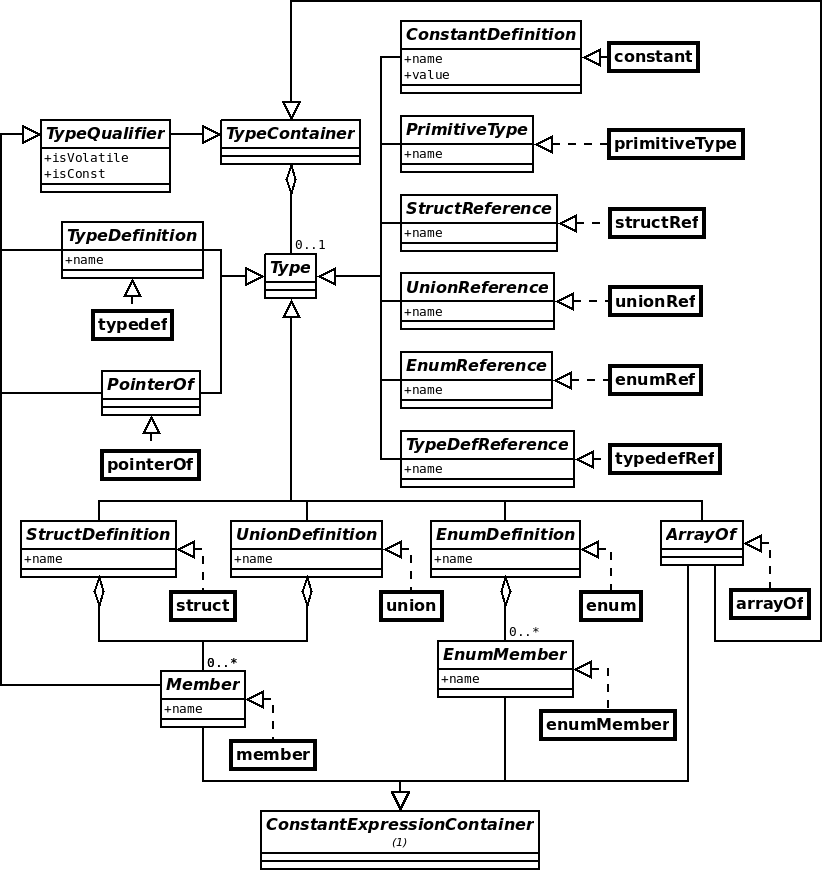 ConstantDefinition
+name
+value
constant
TypeQualifier
+isVolatile
+isConst
TypeContainer
PrimitiveType
+name
primitiveType
StructReference
+name
structRef
TypeDefinition
+name
typedef
0..1
Type
UnionReference
+name
unionRef
EnumReference
+name
enumRef
PointerOf
pointerOf
TypeDefReference
+name
typedefRef
StructDefinition
+name
struct
UnionDefinition
+name
union
EnumDefinition
+name
enum
ArrayOf
arrayOf
0..*
Member
+name
member
0..*
EnumMember
+name
enumMember
ConstantExpressionContainer
(1)